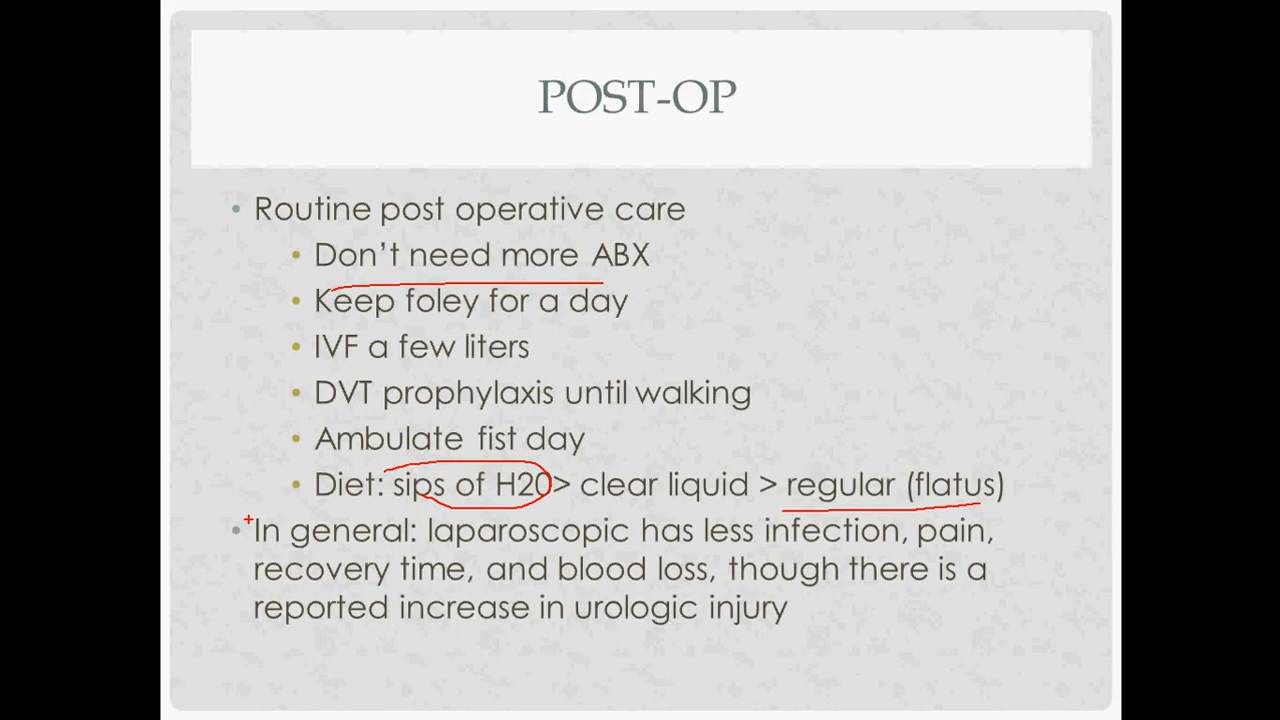 POST-OP
Routine post operative care
Don't need more ABX
Keep foley for a day
IVF a few liters
DVT prophylaxis until walking
Ambulate fist day
Diet: sips of H20> clear liquid > regular (flatus)
In general: laparoscopic has less infection, pain,
recovery time, and blood loss, though there is a
reported increase in urologic injury